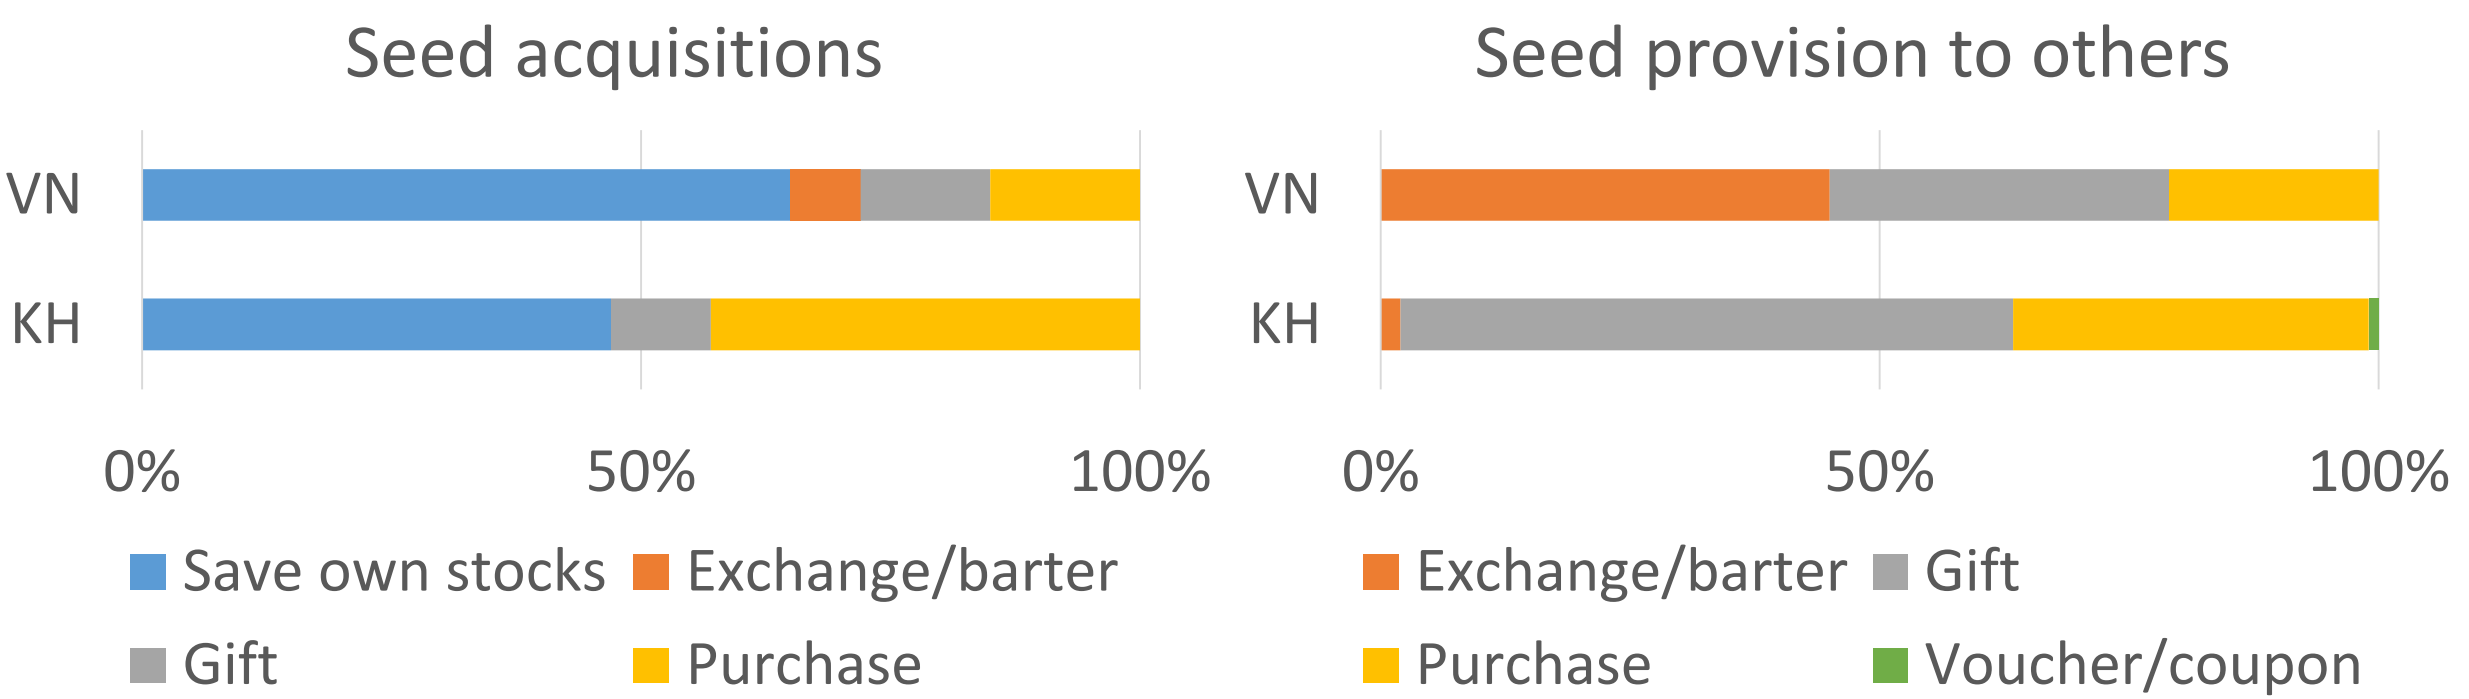 Seed acquisitions
VN
KH
0% 50% 100%
Save own stocks Exchange/barter
Gift Purchase
Seed provision to others
VN
KH
0% 50% 100%
Exchange/barter Gift
Purchase Voucher/coupon